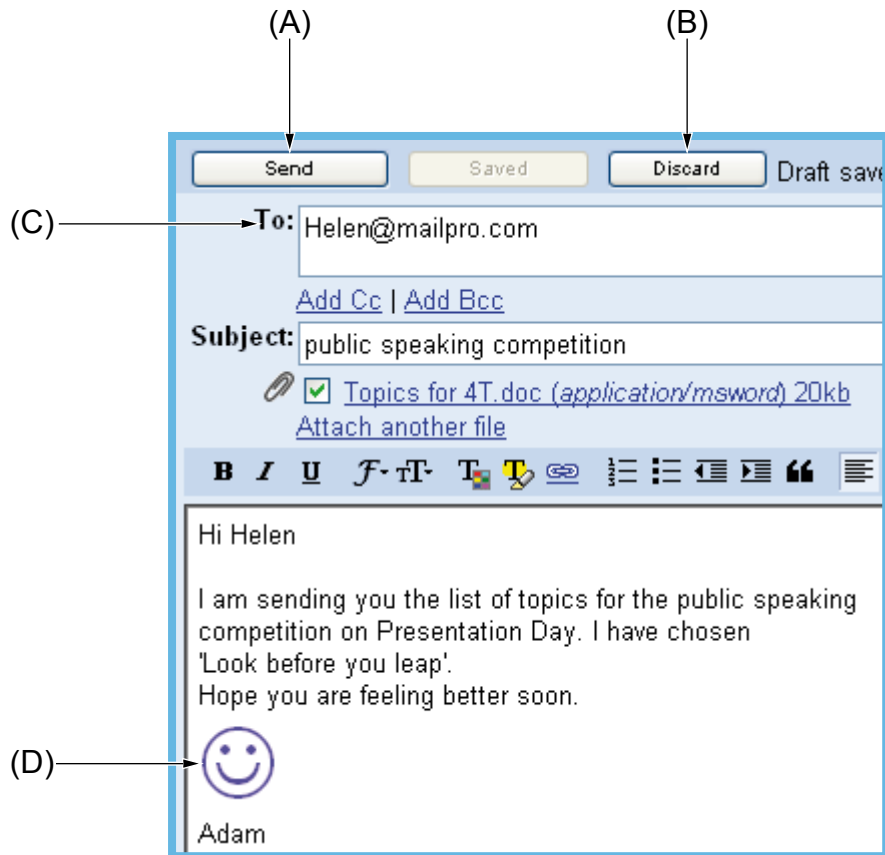 (A) (B)
Send Saved Discard Draft save
(C) To: Helen@mailpro.com
Add Cc | Add Bcc
Subject: public speaking competition
Topics for 4T.doc (application/msword) 20kb
Attach another file
B I U F T T T “
Hi Helen
I am sending you the list of topics for the public speaking
competition on Presentation Day. I have chosen
'Look before you leap'.
Hope you are feeling better soon.
(D)
Adam